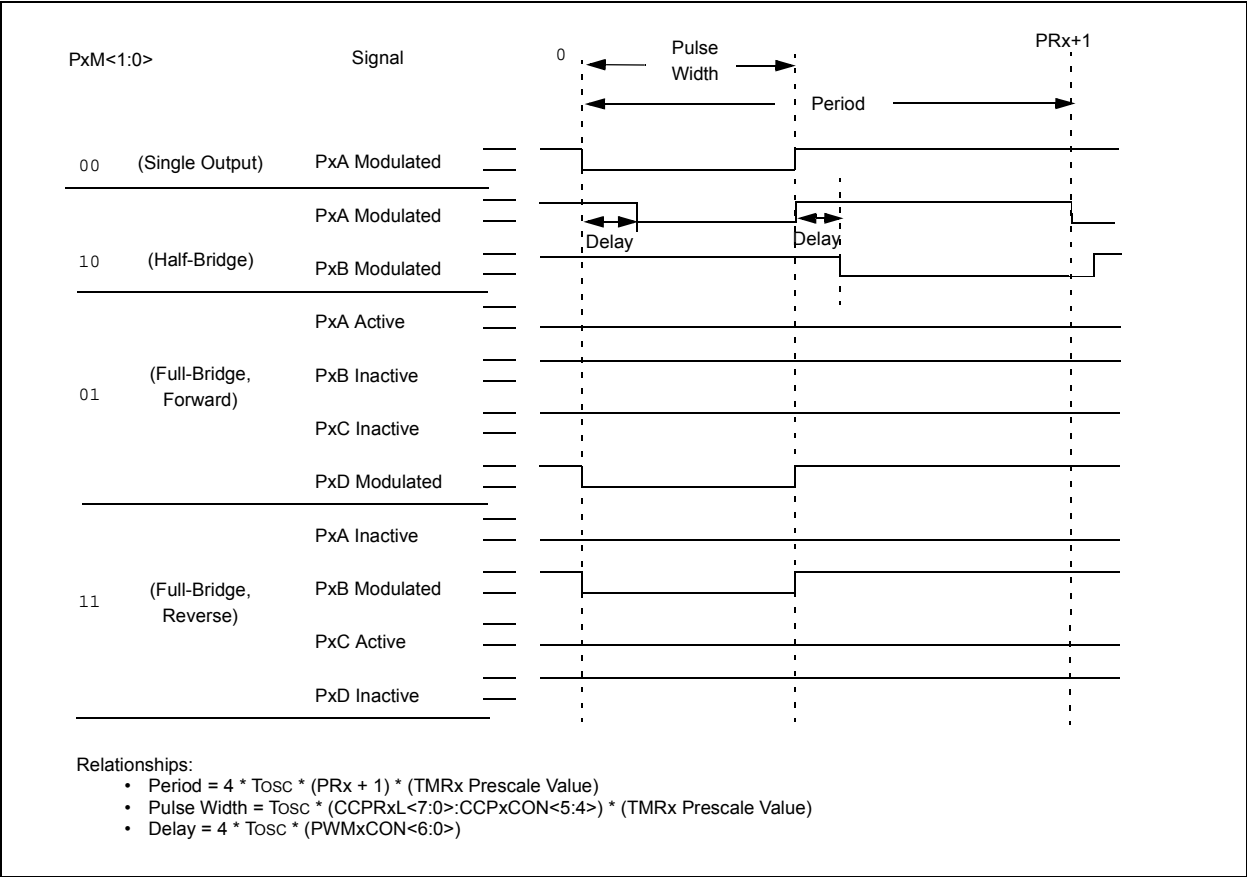 PxM<1:0>
Signal
0
Pulse
Width
PRx+1
Period
00
(Single Output)
PxA Modulated
PxA Modulated
Delay
Delay
10
(Half-Bridge)
PxB Modulated
PxA Active
01
(Full-Bridge,
Forward)
PxB Inactive
PxC Inactive
PxD Modulated
PxA Inactive
11
(Full-Bridge,
Reverse)
PxB Modulated
PxC Active
PxD Inactive
Relationships:
• Period = 4 * TOSC * (PRx + 1) * (TMRx Prescale Value)
• Pulse Width = TOSC * (CCPRxL<7:0>:CCPxCON<5:4>) * (TMRx Prescale Value)
• Delay = 4 * TOSC * (PWMxCON<6:0>)